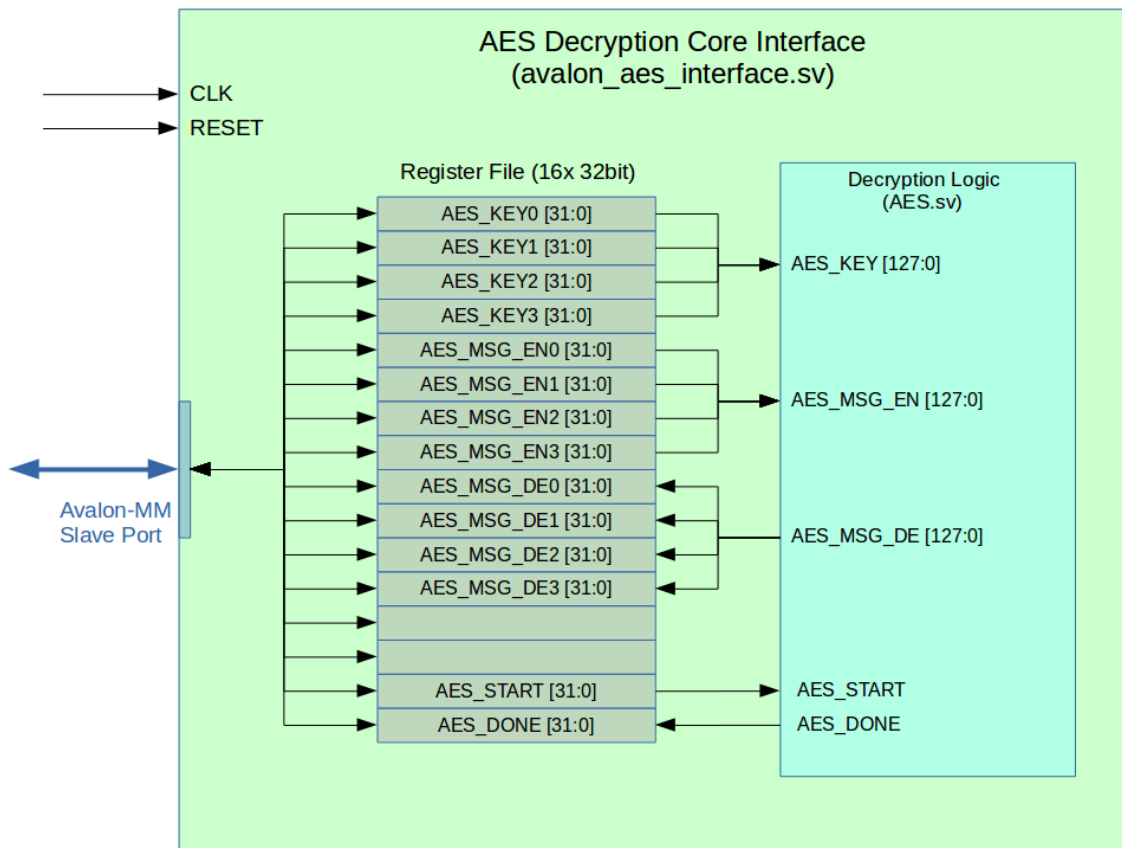 AES Decryption Core Interface
(avalon_aes_interface.sv)
CLK
RESET
Register File (16x 32bit)
AES_KEY0 [31:0]
AES_KEY1 [31:0]
AES_KEY2 [31:0]
AES_KEY3 [31:0]
AES_MSG_EN0 [31:0]
AES_MSG_EN1 [31:0]
AES_MSG_EN2 [31:0]
AES_MSG_EN3 [31:0]
AES_MSG_DE0 [31:0]
AES_MSG_DE1 [31:0]
AES_MSG_DE2 [31:0]
AES_MSG_DE3 [31:0]
AES_START [31:0]
AES_DONE [31:0]
Decryption Logic
(AES.sv)
AES_KEY [127:0]
AES_MSG_EN [127:0]
AES_MSG_DE [127:0]
AES_START
AES_DONE
Avalon-MM
Slave Port